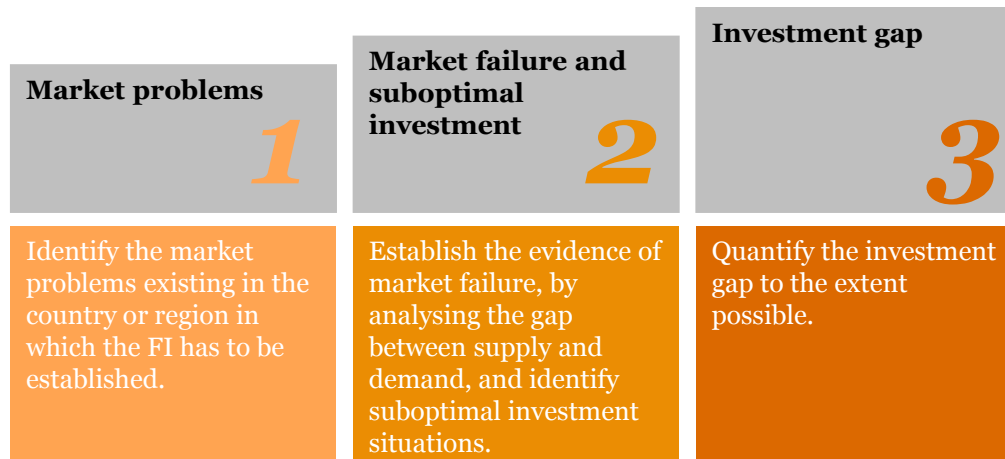 Market problems
1
Identify the market
problems existing in the
country or region in
which the FI has to be
established.
Market failure and
suboptimal
investment
2
Establish the evidence of
market failure, by
analysing the gap
between supply and
demand, and identify
suboptimal investment
situations.
Investment gap
3
Quantify the investment
gap to the extent
possible.